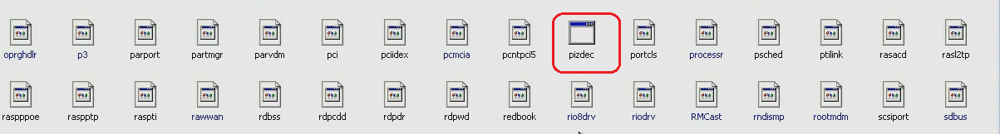 oprghdlr p3 parport partmgr parvdm pci pciidex pcmcia pcntpci5 pizdec portcls processr psched ptilink rasacd rasl2tp
raspppoe raspptp raspti rawwan rdbss rdpcdd rdpdr rdpwd redbook rio8drv riodrv RMCast rndismp rootmdm scsiport sdbus